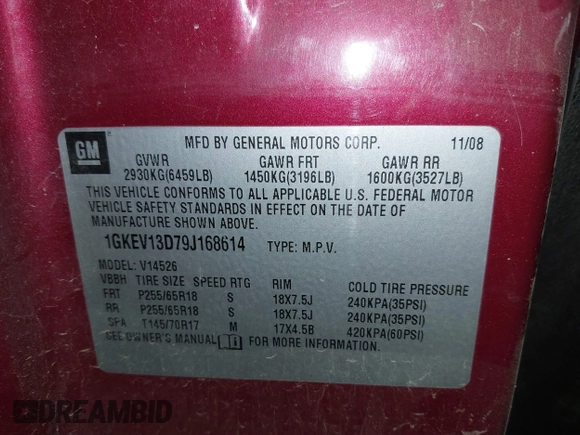 MFD BY GENERAL MOTORS CORP. 11/08
GM
GVWR GAWR FRT GAWR RR
2930KG(6459LB) 1450KG(3196LB) 1600KG(3527LB)
THIS VEHICLE CONFORMS TO ALL APPLICABLE U.S. FEDERAL MOTOR
VEHICLE SAFETY STANDARDS IN EFFECT ON THE DATE OF
MANUFACTURE SHOWN ABOVE.
1GKEV13D79J168614 TYPE: M.P.V.
MODEL: V14526
VBBH TIRE SIZE SPEED RTG RIM COLD TIRE PRESSURE
FRT P255/65R18 S 18X7.5J 240KPA(35PSI)
RR P255/65R18 S 18X7.5J 240KPA(35PSI)
SPA T145/70R17 M 17X4.5B 420KPA(60PSI)
SEE OWNER'S MANUAL FOR MORE INFORMATION.
DREAMBID